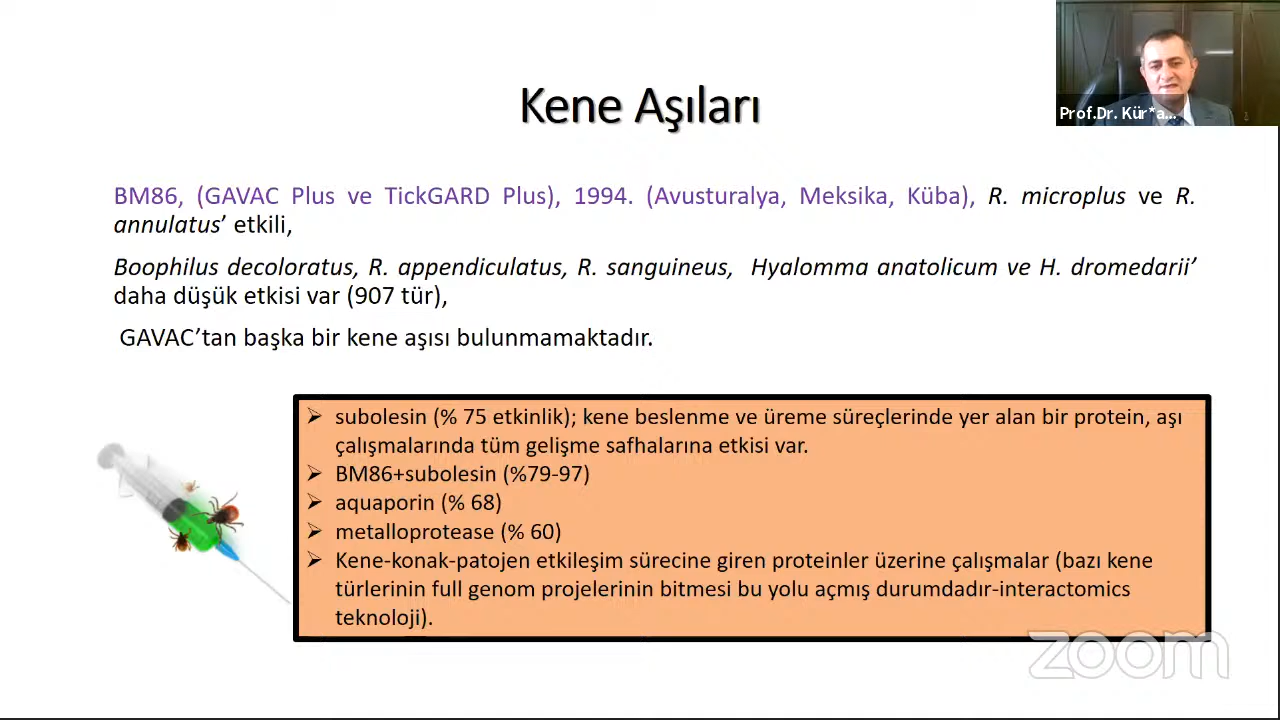 Prof.Dr. Kür*a...
Kene Aşıları
BM86, (GAVAC Plus ve TickGARD Plus), 1994. (Avusturalya, Meksika, Küba), R. microplus ve R.
annulatus’ etkili,
Boophilus decoloratus, R. appendiculatus, R. sanguineus, Hyalomma anatolicum ve H. dromedarii’
daha düşük etkisi var (907 tür),
GAVAC’tan başka bir kene aşısı bulunmamaktadır.
➢ subolesin (% 75 etkinlik); kene beslenme ve üreme süreçlerinde yer alan bir protein, aşı
çalışmalarında tüm gelişme safhalarına etkisi var.
➢ BM86+subolesin (%79-97)
➢ aquaporin (% 68)
➢ metalloprotease (% 60)
➢ Kene-konak-patojen etkileşim sürecine giren proteinler üzerine çalışmalar (bazı kene
türlerinin full genom projelerinin bitmesi bu yolu açmış durumdadır-interactomics
teknoloji).
zoom